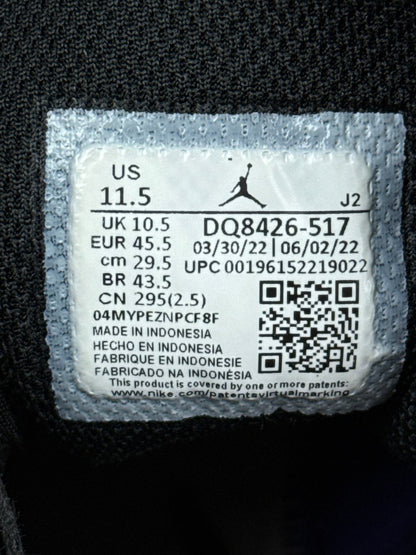 US
11.5
J2
UK 10.5 DQ8426-517
EUR 45.5 03/30/22 | 06/02/22
cm 29.5 UPC 00196152219022
BR 43.5
CN 295(2.5)
04MYPEZNPCF8F
MADE IN INDONESIA
HECHO EN INDONESIA
FABRIQUE EN INDONESIE
FABRICADO NA INDONÉSIA
This product is covered by one or more patents:
www.nike.com/patentsvirtualmarking